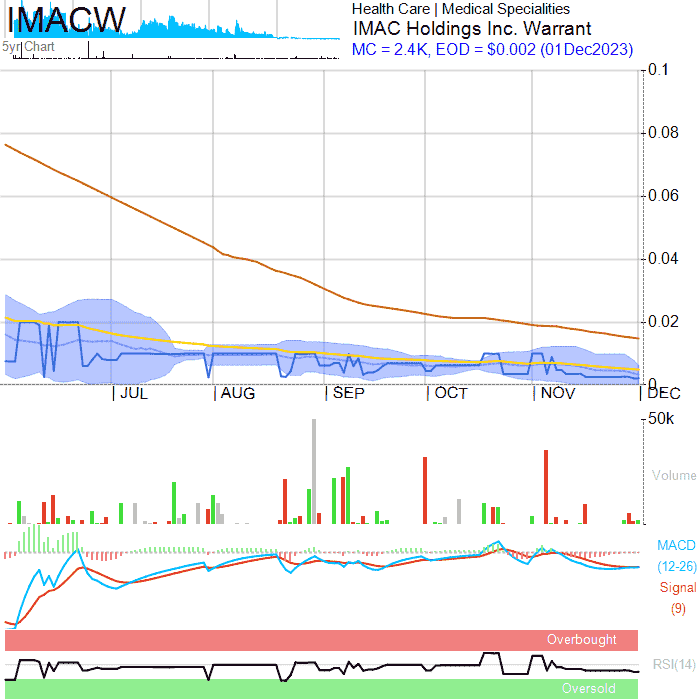 IMACW
Health Care | Medical Specialities
IMAC Holdings Inc. Warrant
MC = 2.4K, EOD = $0.002 (01Dec2023)
5yr Chart
0.1
0.08
0.06
0.04
0.02
0
JUL AUG SEP OCT NOV DEC
50k
Volume
MACD
(12-26)
Signal
(9)
Overbought
RSI(14)
Oversold